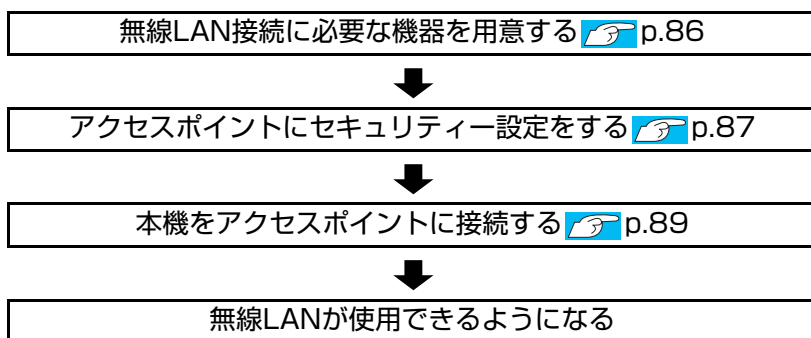 無線LAN接続に必要な機器を用意する p.86
アクセスポイントにセキュリティー設定をする p.87
本機をアクセスポイントに接続する p.89
無線LANが使用できるようになる